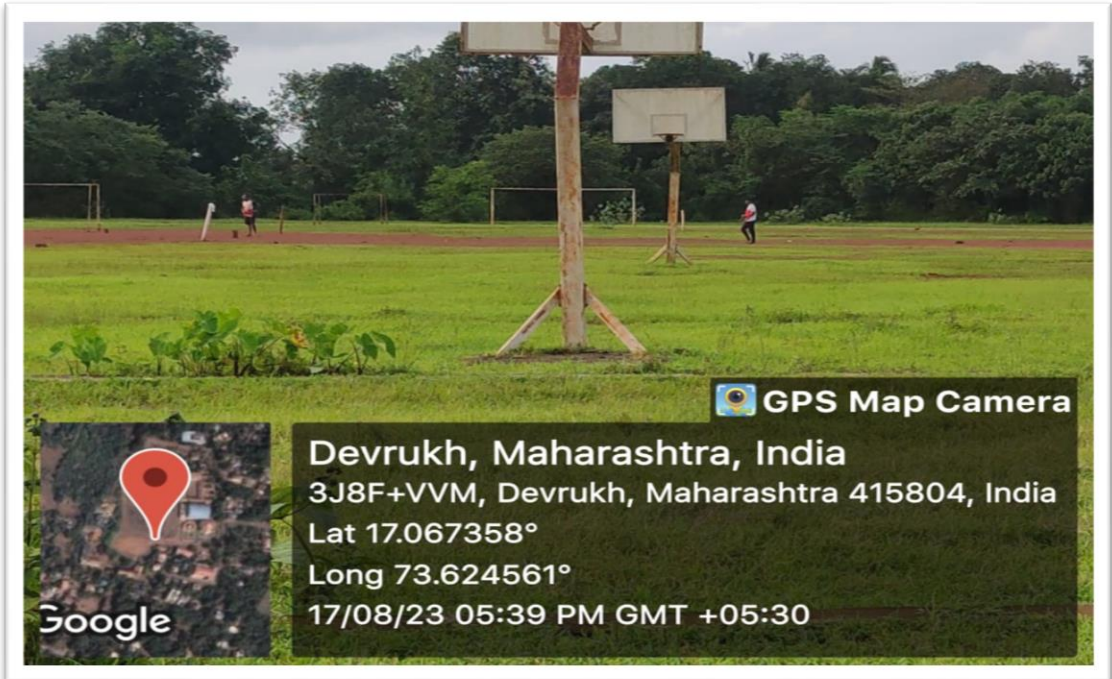 GPS Map Camera
Devrukh, Maharashtra, India
3J8F+VVM, Devrukh, Maharashtra 415804, India
Lat 17.067358°
Long 73.624561°
17/08/23 05:39 PM GMT +05:30
Google